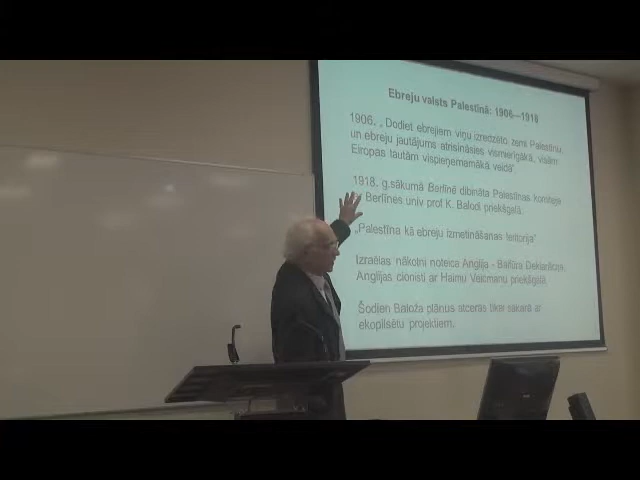 Ebreju valsts Palestīnā: 1906—1918
1906. „ Dodiet ebrejiem viņu izredzēto zemi Palestīnu,
un ebreju jautājums atrisināsies vismierīgākā, visām
Eiropas tautām vispieņemamākā veidā"
1918. g.sākumā Berlīnē dibināta Palestīnas komiteja
Berlīnes univ prof K. Balodi priekšgalā.
„Palestīna kā ebreju izmetināšanas teritorija"
Izraēlas nākotni noteica Anglija - Balfūra Deklarācija,
Anglijas cionisti ar Haimu Veicmanu priekšgalā.
Šodien Baloža plānus atceras tikai sakarā ar
ekopilsētu projektiem.